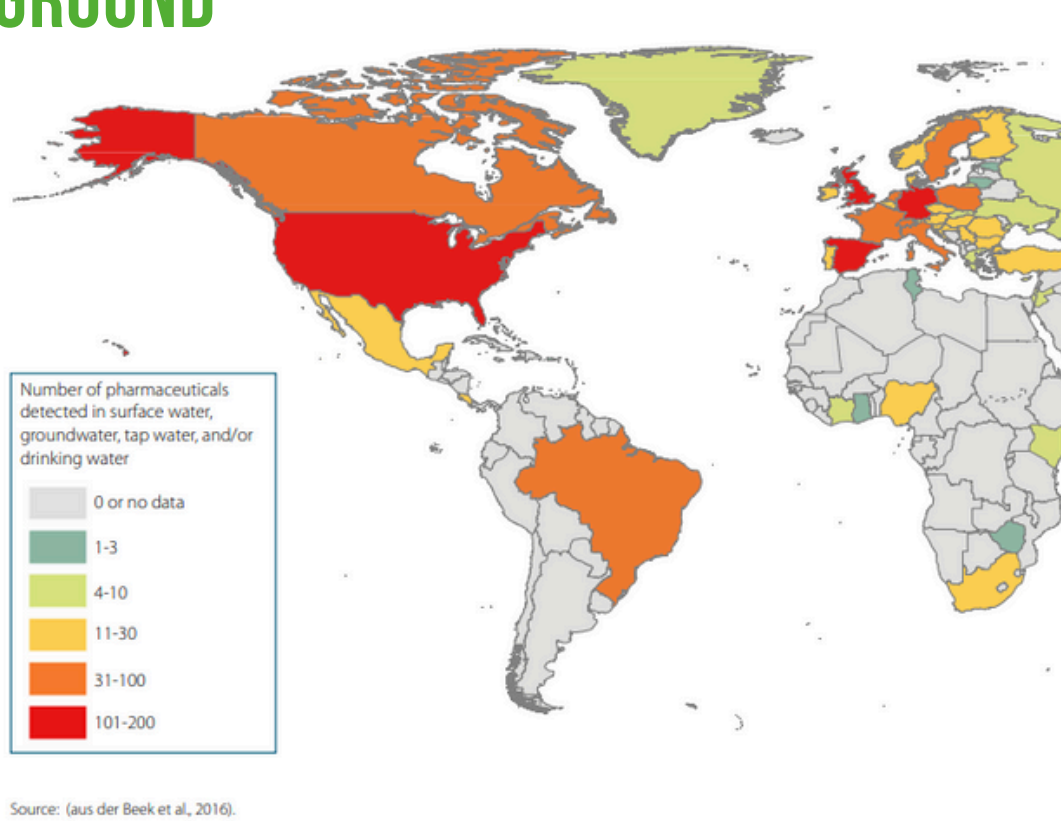 GROUND
Number of pharmaceuticals
detected in surface water,
groundwater, tap water, and/or
drinking water
0 or no data
1-3
4-10
11-30
31-100
101-200
Source: (aus der Beek et al., 2016).